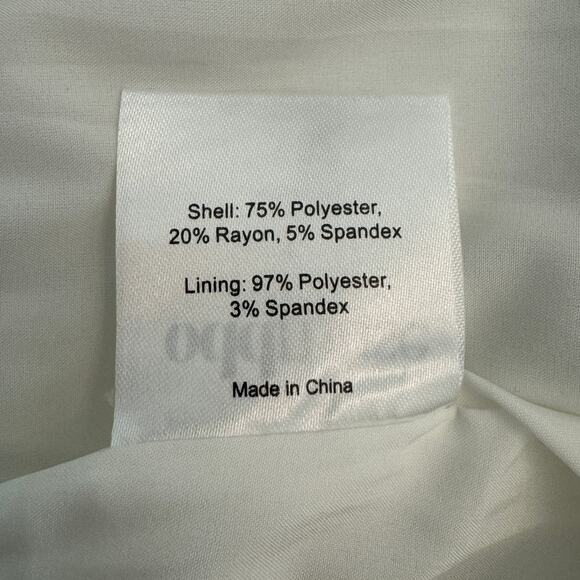 Shell: 75% Polyester,
20% Rayon, 5% Spandex
Lining: 97% Polyester,
3% Spandex
Made in China